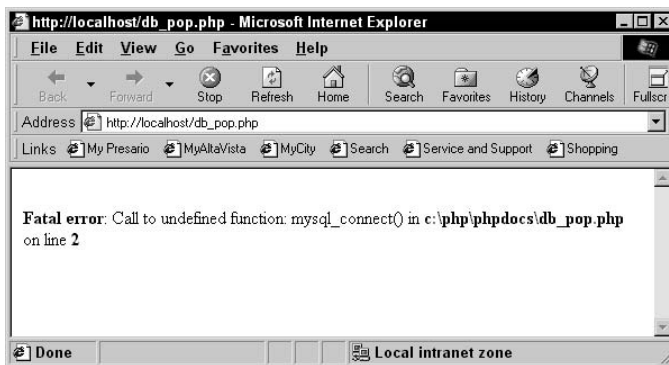 http://localhost/db_pop.php - Microsoft Internet Explorer
File Edit View Go Favorites Help
Back Forward Stop Refresh Home Search Favorites History Channels Fullscr
Address http://localhost/db_pop.php
Links My Presario MyAltaVista MyCity Search Service and Support Shopping
Fatal error: Call to undefined function: mysql_connect() in c:\php\phpdocs\db_pop.php
on line 2
Done Local intranet zone